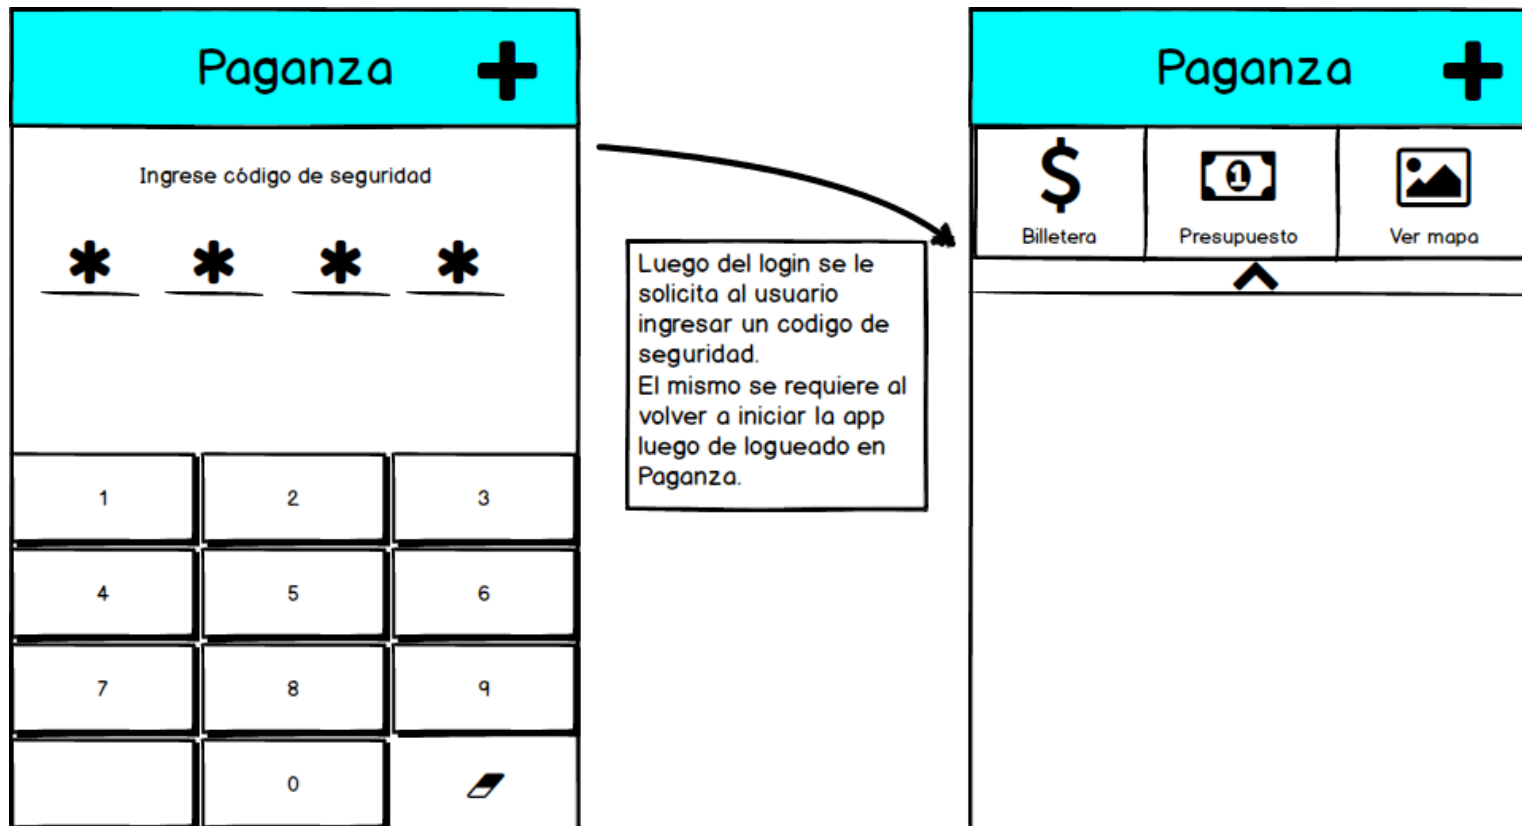 Paganza
Ingrese código de seguridad
* * * *
1 2 3
4 5 6
7 8 9
0
Luego del login se le
solicita al usuario
ingresar un codigo de
seguridad.
El mismo se requiere al
volver a iniciar la app
luego de logueado en
Paganza.
Paganza
$ 1
Billetera Presupuesto Ver mapa